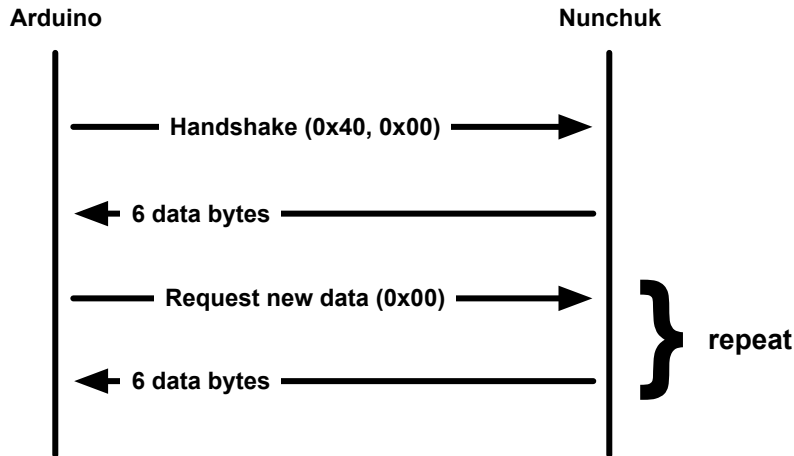 Arduino
Nunchuk
Handshake (0x40, 0x00)
6 data bytes
Request new data (0x00)
repeat
6 data bytes